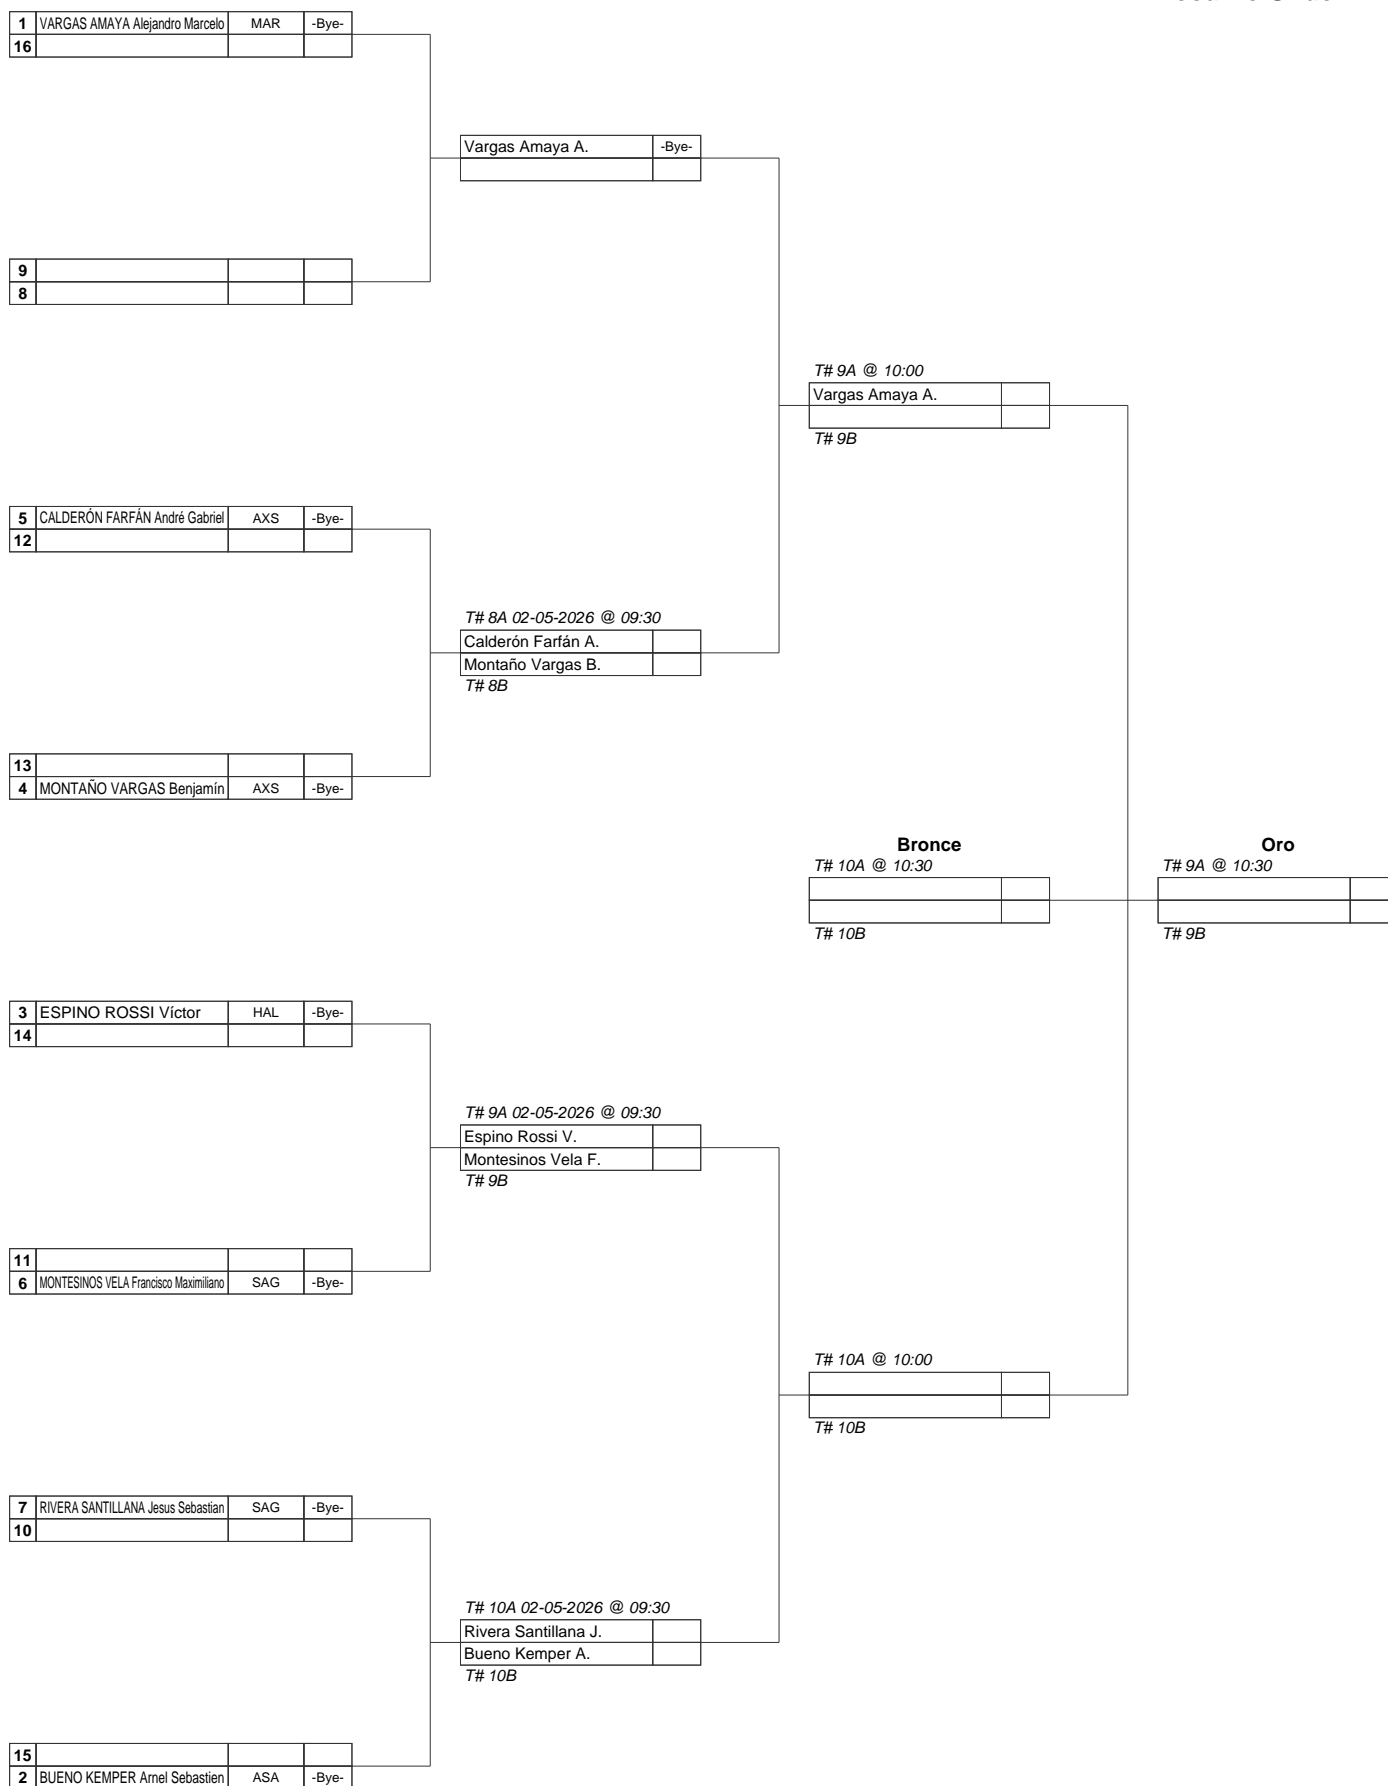 1 VARGAS AMAYA Alejandro Marcelo MAR -Bye-
16
Vargas Amaya A. -Bye-
9
8
T# 9A @ 10:00
Vargas Amaya A.
T# 9B
5 CALDERÓN FARFÁN André Gabriel AXS -Bye-
12
T# 8A 02-05-2026 @ 09:30
Calderón Farfán A.
Montaño Vargas B.
T# 8B
13
4 MONTAÑO VARGAS Benjamín AXS -Bye-
Bronce Oro
T# 10A @ 10:30 T# 9A @ 10:30
T# 10B T# 9B
3 ESPINO ROSSI Víctor HAL -Bye-
14
T# 9A 02-05-2026 @ 09:30
Espino Rossi V.
Montesinos Vela F.
T# 9B
11
6 MONTESINOS VELA Francisco Maximiliano SAG -Bye-
T# 10A @ 10:00
T# 10B
7 RIVERA SANTILLANA Jesus Sebastian SAG -Bye-
10
T# 10A 02-05-2026 @ 09:30
Rivera Santillana J.
Bueno Kemper A.
T# 10B
15
2 BUENO KEMPER Arnel Sebastien ASA -Bye-